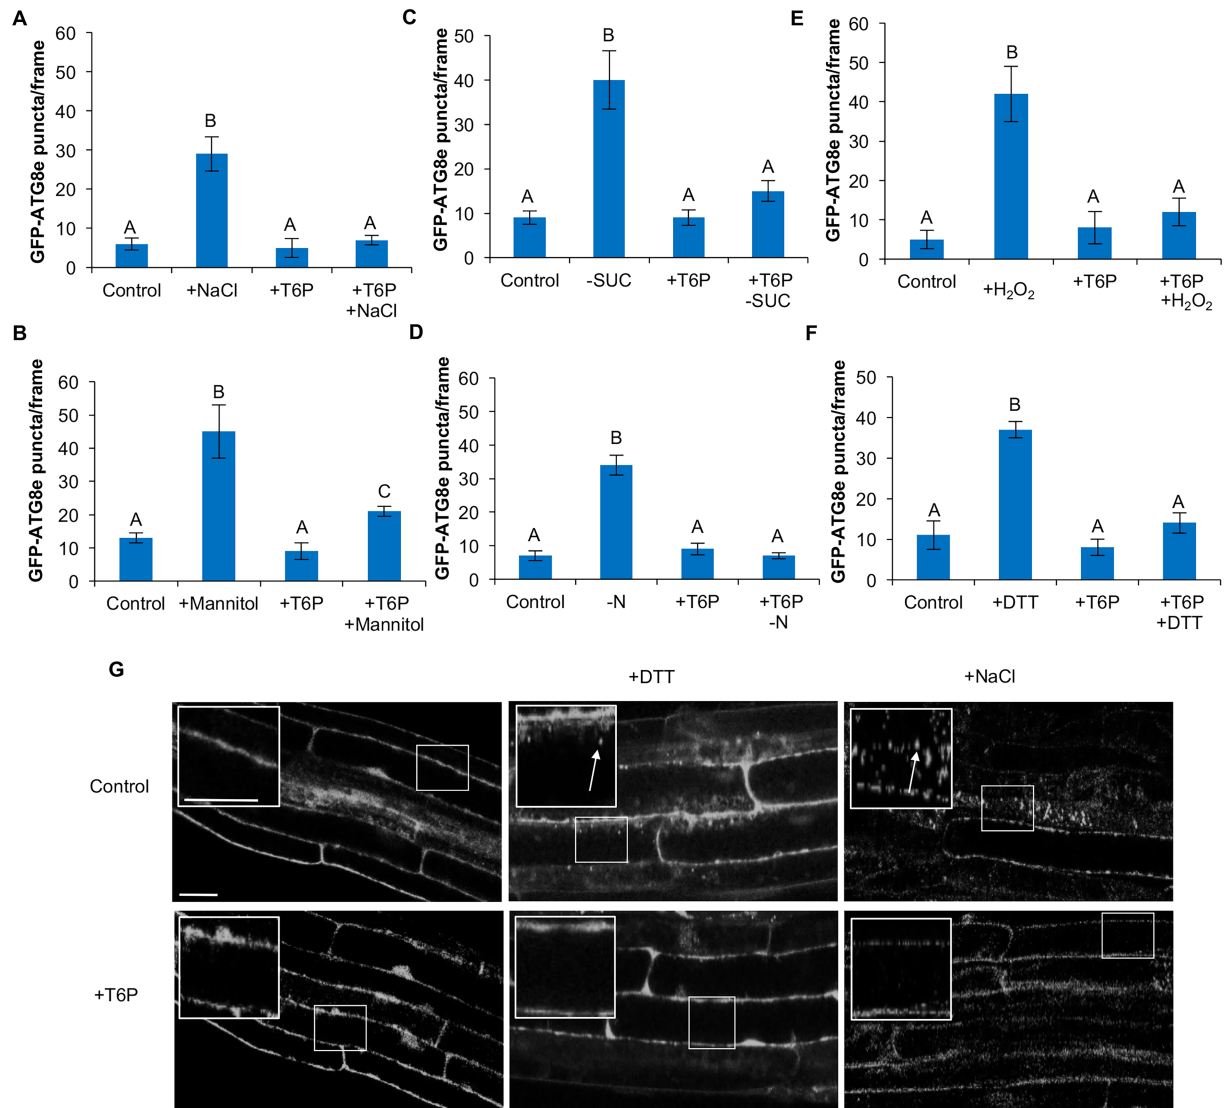 A
GFP-ATG8e puncta/frame
60
50
40
30
20
10
0
A
B
A
A
Control
+NaCl
+T6P
+T6P
+NaCl
B
GFP-ATG8e puncta/frame
60
50
40
30
20
10
0
A
B
A
C
Control
+Mannitol
+T6P
+T6P
+Mannitol
C
GFP-ATG8e puncta/frame
50
40
30
20
10
0
A
B
A
A
Control
-SUC
+T6P
+T6P
-SUC
D
GFP-ATG8e puncta/frame
60
50
40
30
20
10
0
A
B
A
A
Control
-N
+T6P
+T6P
-N
E
GFP-ATG8e puncta/frame
60
50
40
30
20
10
0
A
B
A
A
Control
+H₂O₂
+T6P
+T6P
+H₂O₂
F
GFP-ATG8e puncta/frame
50
40
30
20
10
0
A
B
A
A
Control
+DTT
+T6P
+T6P
+DTT
G
+DTT
+NaCl
Control
+T6P